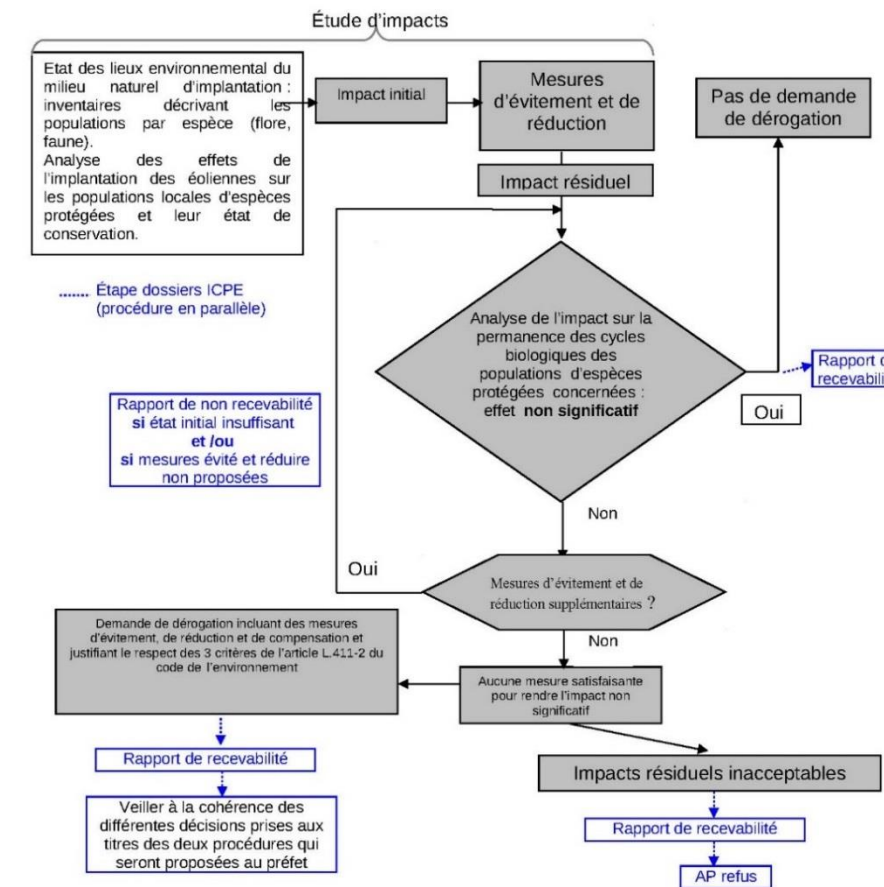 Étude d'impacts
Etat des lieux environnemental du
milieu naturel d'implantation :
inventaires décrivant les
populations par espèce (flore,
faune).
Analyse des effets de
l'implantation des éoliennes sur
les populations locales d'espèces
protégées et leur état de
conservation.
Impact initial
Mesures
d'évitement et de
réduction
Impact résiduel
Pas de demande
de dérogation
Étape dossiers ICPE
(procédure en parallèle)
Analyse de l'impact sur la
permanence des cycles
biologiques des
populations d'espèces
protégées concernées :
effet non significatif
Rapport
Oui
Rapport de non recevabilité
si état initial insuffisant
et /ou
si mesures évité et réduire
non proposées
Non
Oui
Mesures d'évitement et de
réduction supplémentaires ?
Non
Demande de dérogation incluant des mesures
d'évitement, de réduction et de compensation et
justifiant le respect des 3 critères de l'article L.411-2 du
code de l'environnement
Aucune mesure satisfaisante
pour rendre l'impact non
significatif
Rapport de recevabilité
Veiller à la cohérence des
différentes décisions prises aux
titres des deux procédures qui
seront proposées au préfet
Impacts résiduels inacceptables
Rapport de recevabilité
AP refus